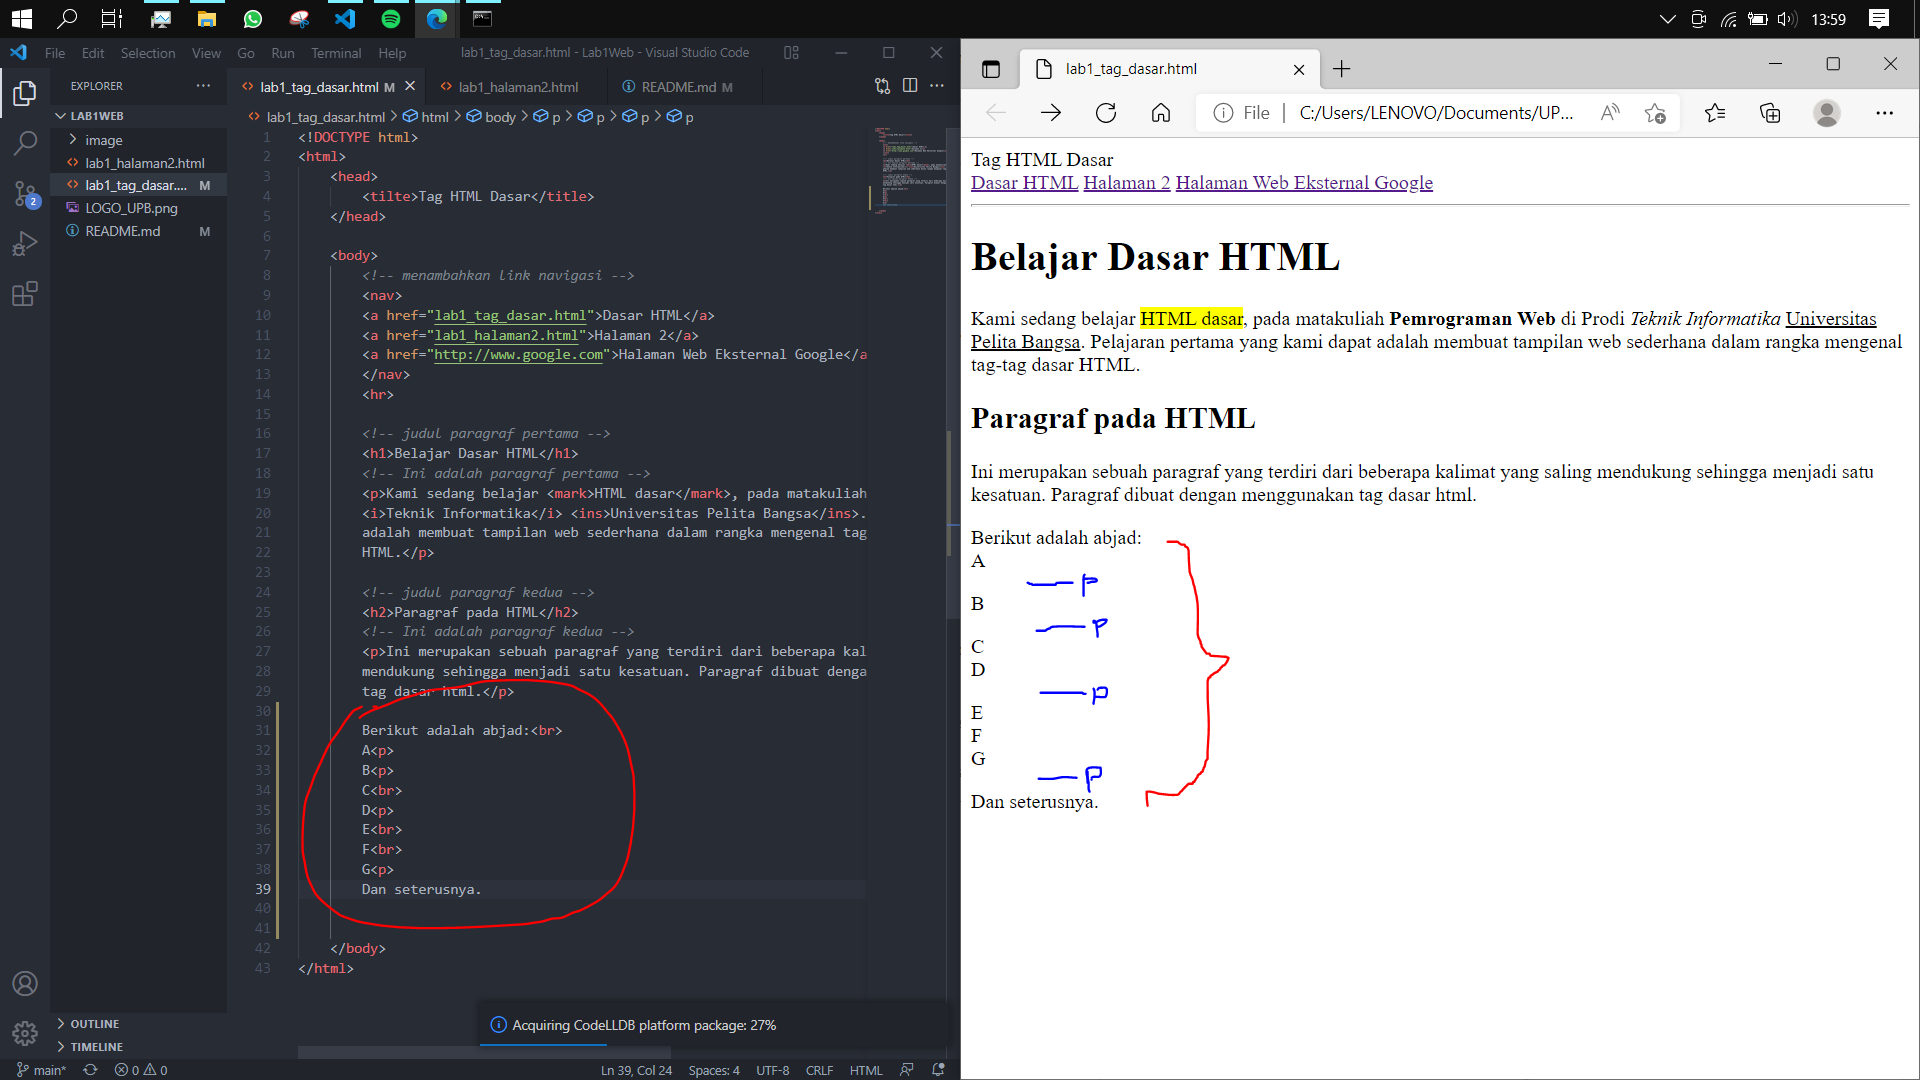 13:59
File Edit Selection View Go Run Terminal Help
lab1_tag_dasar.html - Lab1Web - Visual Studio Code
EXPLORER
LAB1WEB
image
lab1_halaman2.html
lab1_tag_dasar.... M
LOGO_UPB.png
README.md M
2
OUTLINE
TIMELINE
lab1_tag_dasar.html M
lab1_halaman2.html
README.md M
lab1_tag_dasar.html > html > body > p > p > p > p
1 <!DOCTYPE html>
2 <html>
3 <head>
4 <tilte>Tag HTML Dasar</title>
5 </head>
6
7 <body>
8 <!-- menambahkan link navigasi -->
9 <nav>
10 <a href="lab1_tag_dasar.html">Dasar HTML</a>
11 <a href="lab1_halaman2.html">Halaman 2</a>
12 <a href="http://www.google.com">Halaman Web Eksternal Google</a
13 </nav>
14 <hr>
15
16 <!-- judul paragraf pertama -->
17 <h1>Belajar Dasar HTML</h1>
18 <!-- Ini adalah paragraf pertama -->
19 <p>Kami sedang belajar <mark>HTML dasar</mark>, pada matakuliah
20 <i>Teknik Informatika</i> <ins>Universitas Pelita Bangsa</ins>.
21 adalah membuat tampilan web sederhana dalam rangka mengenal tag
22 HTML.</p>
23
24 <!-- judul paragraf kedua -->
25 <h2>Paragraf pada HTML</h2>
26 <!-- Ini adalah paragraf kedua -->
27 <p>Ini merupakan sebuah paragraf yang terdiri dari beberapa kal
28 mendukung sehingga menjadi satu kesatuan. Paragraf dibuat denga
29 tag dasar html.</p>
30
31 Berikut adalah abjad:<br>
32 A<p>
33 B<p>
34 C<br>
35 D<p>
36 E<br>
37 F<br>
38 G<p>
39 Dan seterusnya.
40
41
42 </body>
43 </html>
Acquiring CodeLLDB platform package: 27%
main* 0 0 Ln 39, Col 24 Spaces: 4 UTF-8 CRLF HTML
lab1_tag_dasar.html
File | C:/Users/LENOVO/Documents/UP...
Tag HTML Dasar
Dasar HTML Halaman 2 Halaman Web Eksternal Google
Belajar Dasar HTML
Kami sedang belajar HTML dasar, pada matakuliah Pemrograman Web di Prodi Teknik Informatika Universitas
Pelita Bangsa. Pelajaran pertama yang kami dapat adalah membuat tampilan web sederhana dalam rangka mengenal
tag-tag dasar HTML.
Paragraf pada HTML
Ini merupakan sebuah paragraf yang terdiri dari beberapa kalimat yang saling mendukung sehingga menjadi satu
kesatuan. Paragraf dibuat dengan menggunakan tag dasar html.
Berikut adalah abjad:
A
P
B
P
C
D
P
E
F
G
P
Dan seterusnya.